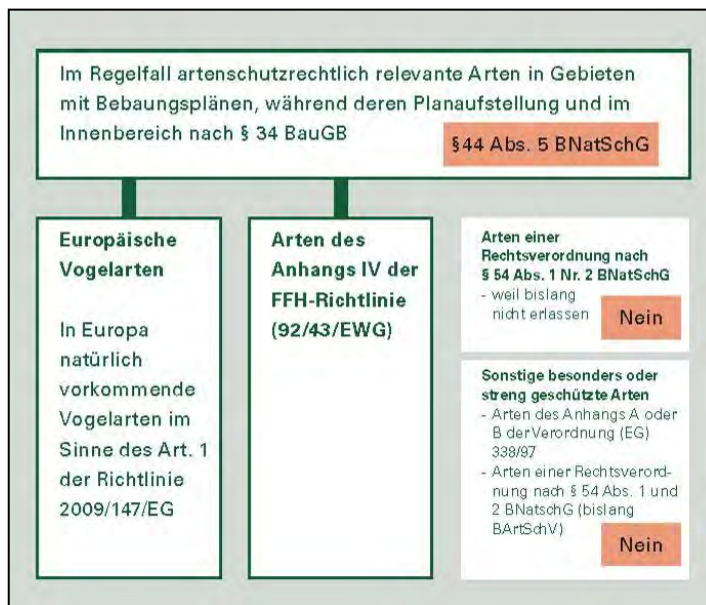 Im Regelfall artenschutzrechtlich relevante Arten in Gebieten
mit Bebaungsplänen, während deren Planaufstellung und im
Innenbereich nach § 34 BauGB
§44 Abs. 5 BNatSchG
Europäische
Vogelarten
In Europa
natürlich
vorkommende
Vogelarten im
Sinne des Art. 1
der Richtlinie
2009/147/EG
Arten des
Anhangs IV der
FFH-Richtlinie
(92/43/EWG)
Arten einer
Rechtsverordnung nach
§ 54 Abs. 1 Nr. 2 BNatSchG
- weil bislang
nicht erlassen
Nein
Sonstige besonders oder
streng geschützte Arten
- Arten des Anhangs A oder
B der Verordnung (EG)
338/97
- Arten einer Rechtsverord-
nung nach § 54 Abs. 1 und
2 BNatschG (bislang
BArtSchV)
Nein